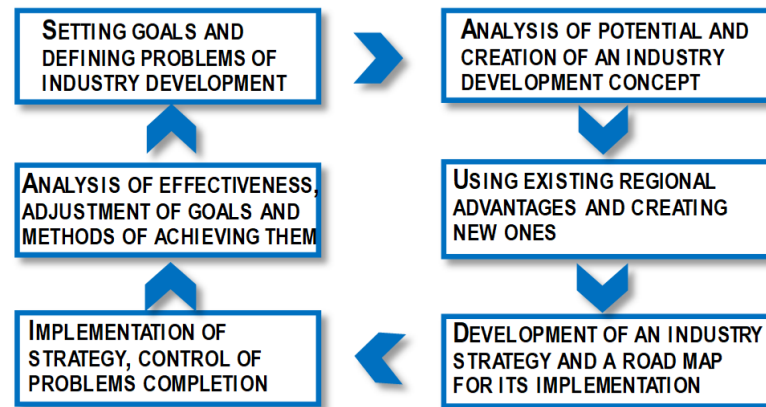 SETTING GOALS AND
DEFINING PROBLEMS OF
INDUSTRY DEVELOPMENT
ANALYSIS OF POTENTIAL AND
CREATION OF AN INDUSTRY
DEVELOPMENT CONCEPT
USING EXISTING REGIONAL
ADVANTAGES AND CREATING
NEW ONES
DEVELOPMENT OF AN INDUSTRY
STRATEGY AND A ROAD MAP
FOR ITS IMPLEMENTATION
IMPLEMENTATION OF
STRATEGY, CONTROL OF
PROBLEMS COMPLETION
ANALYSIS OF EFFECTIVENESS,
ADJUSTMENT OF GOALS AND
METHODS OF ACHIEVING THEM